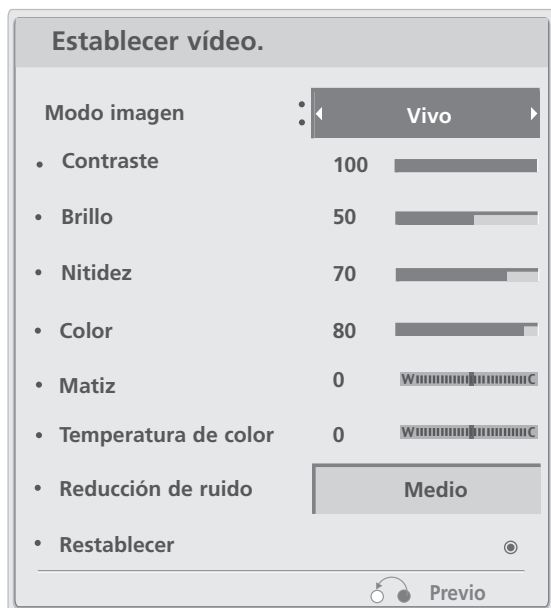 Establecer vídeo.
Modo imagen : Vivo
• Contraste 100
• Brillo 50
• Nitidez 70
• Color 80
• Matiz 0 W C
• Temperatura de color 0 W C
• Reducción de ruido Medio
• Restablecer
Previo